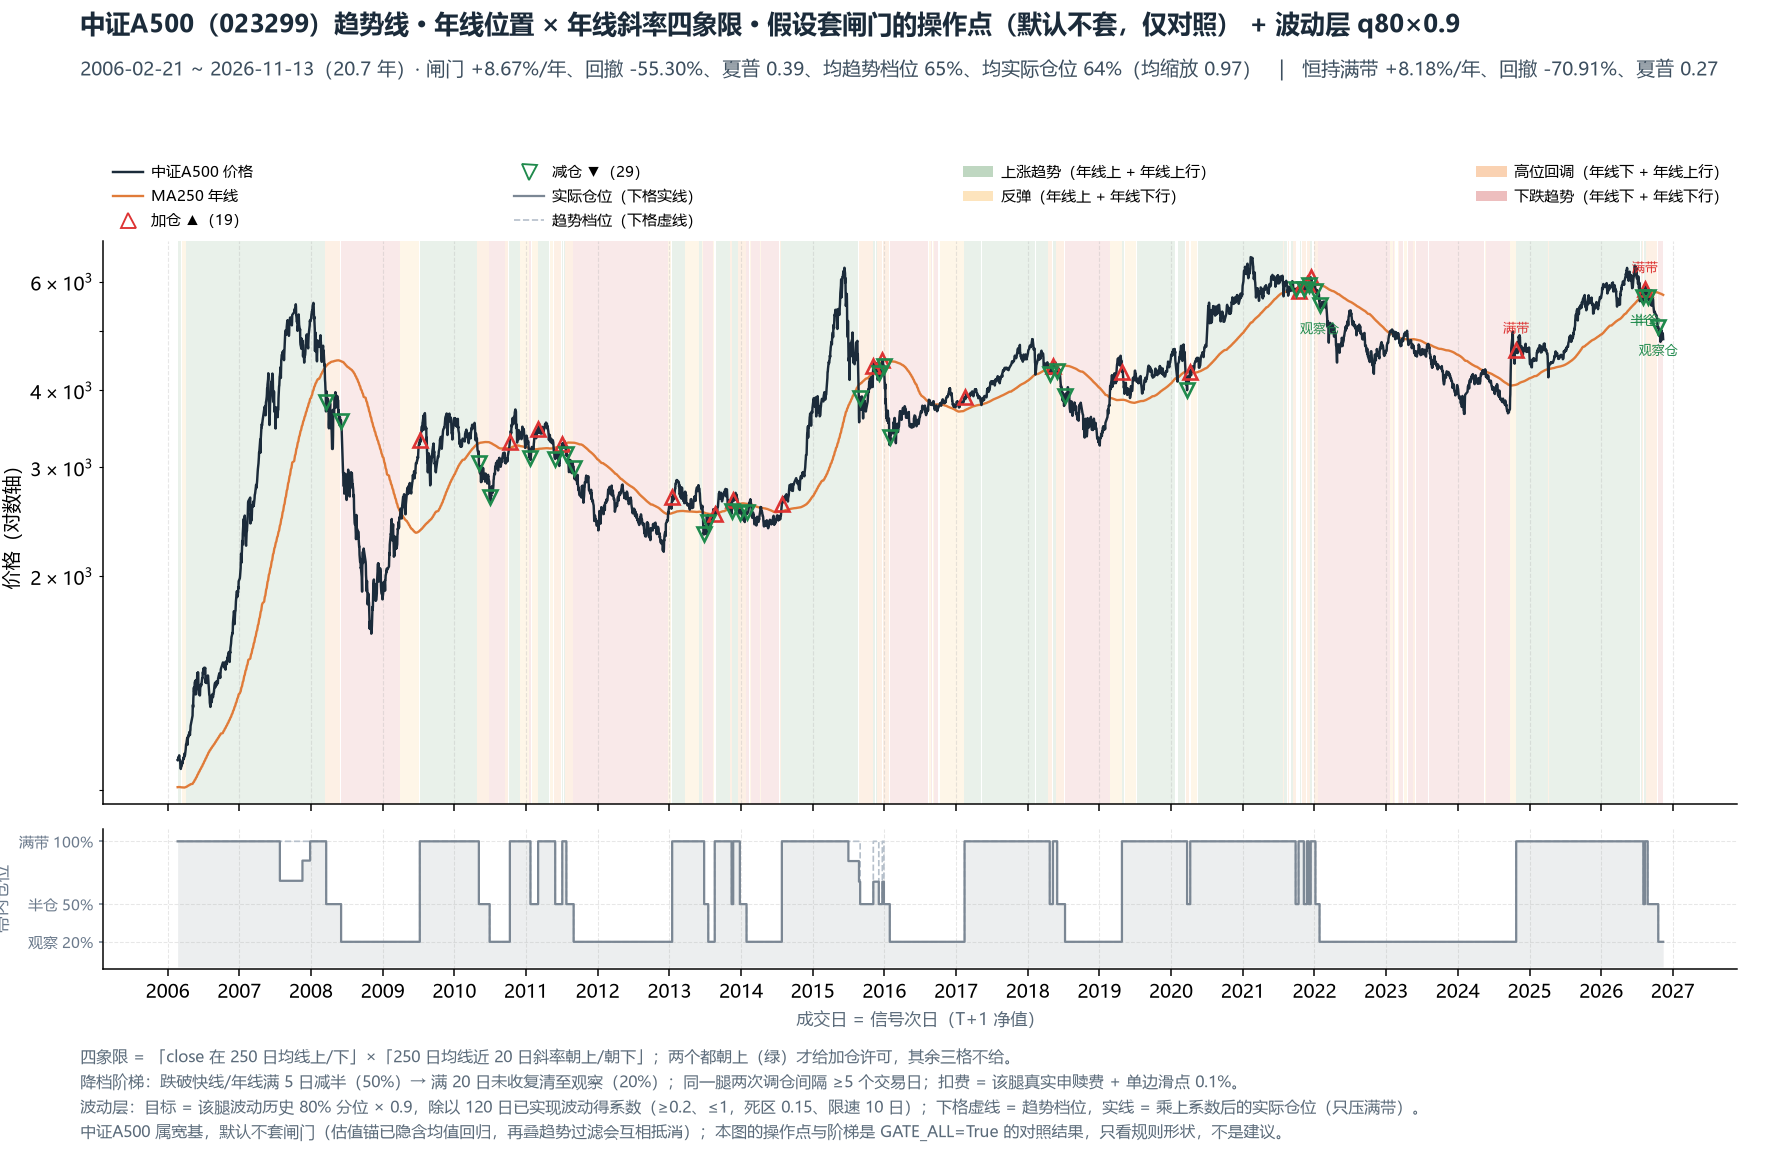 中证A500（023299）趋势线 • 年线位置 × 年线斜率四象限 • 假设套闸门的操作点（默认不套，仅对照） + 波动层 q80×0.9
2006-02-21 ~ 2026-11-13（20.7 年）· 闸门 +8.67%/年、回撤 -55.30%、夏普 0.39、均趋势档位 65%、均实际仓位 64%（均缩放 0.97） | 恒持满带 +8.18%/年、回撤 -70.91%、夏普 0.27
中证A500 价格
MA250 年线
加仓 ▲（19）
减仓 ▼（29）
实际仓位（下格实线）
趋势档位（下格虚线）
上涨趋势（年线上 + 年线上行）
反弹（年线上 + 年线下行）
高位回调（年线下 + 年线上行）
下跌趋势（年线下 + 年线下行）
价格（对数轴）
6 × 10³
4 × 10³
3 × 10³
2 × 10³
观察仓
满带
满带
半仓
观察仓
满带 100%
半仓 50%
观察 20%
2006 2007 2008 2009 2010 2011 2012 2013 2014 2015 2016 2017 2018 2019 2020 2021 2022 2023 2024 2025 2026 2027
成交日 = 信号次日（T+1 净值）
四象限 = 「close 在 250 日均线上/下」×「250 日均线近 20 日斜率朝上/朝下」；两个都朝上（绿）才给加仓许可，其余三格不给。
降档阶梯：跌破快线/年线满 5 日减半（50%）→ 满 20 日未收复清至观察（20%）；同一腿两次调仓间隔 ≥5 个交易日；扣费 = 该腿真实申赎费 + 单边滑点 0.1%。
波动层：目标 = 该腿波动历史 80% 分位 × 0.9，除以 120 日已实现波动得系数（≥0.2、≤1，死区 0.15、限速 10 日）；下格虚线 = 趋势档位，实线 = 乘上系数后的实际仓位（只压满带）。
中证A500 属宽基，默认不套闸门（估值锚已隐含均值回归，再叠趋势过滤会互相抵消）；本图的操作点与阶梯是 GATE_ALL=True 的对照结果，只看规则形状，不是建议。